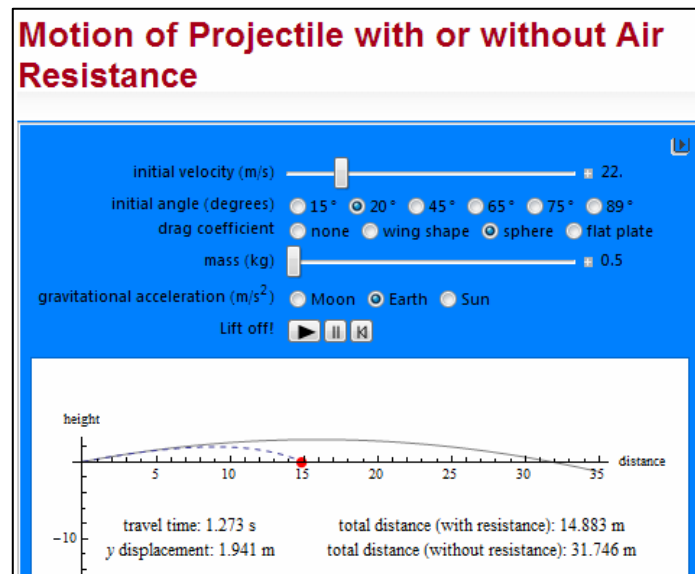 Motion of Projectile with or without Air
Resistance
initial velocity (m/s) 22.
initial angle (degrees) 15° 20° 45° 65° 75° 89°
drag coefficient none wing shape sphere flat plate
mass (kg) 0.5
gravitational acceleration (m/s²) Moon Earth Sun
Lift off!
height
distance
5 10 15 20 25 30 35
travel time: 1.273 s total distance (with resistance): 14.883 m
-10
y displacement: 1.941 m total distance (without resistance): 31.746 m